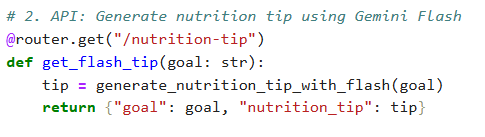 # 2. API: Generate nutrition tip using Gemini Flash
@router.get("/nutrition-tip")
def get_flash_tip(goal: str):
    tip = generate_nutrition_tip_with_flash(goal)
    return {"goal": goal, "nutrition_tip": tip}